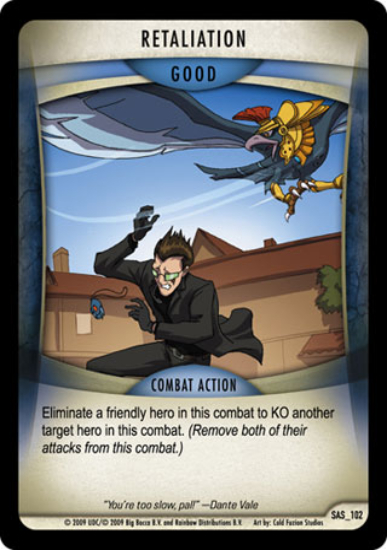 RETALIATION
GOOD
COMBAT ACTION
Eliminate a friendly hero in this combat to KO another
target hero in this combat. (Remove both of their
attacks from this combat.)
"You're too slow, pal!" —Dante Vale
SAS_102
© 2009 UDC/© 2009 Big Bocca B.V. and Rainbow Distributions B.V. Art by: Cold Fuzion Studios